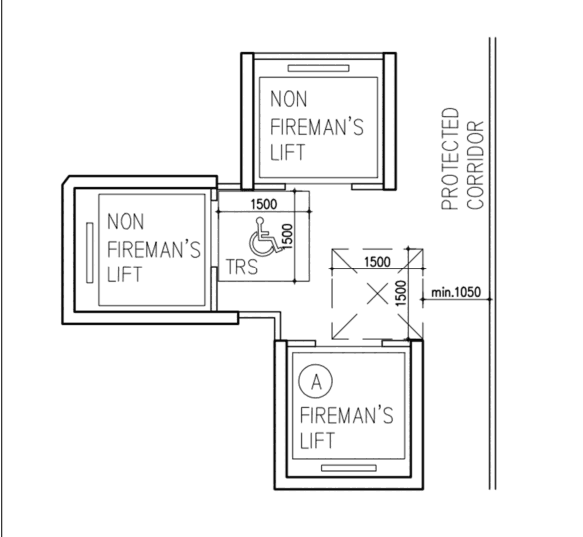 NON
FIREMAN'S
LIFT
PROTECTED
CORRIDOR
NON
FIREMAN'S
LIFT
1500
1500
TRS
1500
1500
min.1050
A
FIREMAN'S
LIFT